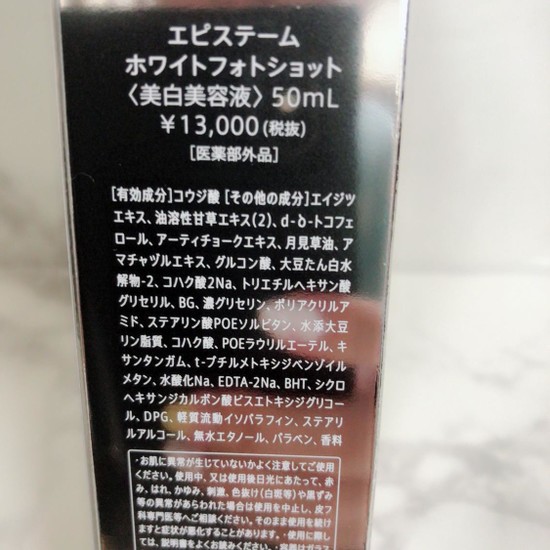 エピステーム
ホワイトフォトショット
〈美白美容液〉50mL
￥13,000(税抜)
[医薬部外品]
[有効成分]コウジ酸 [その他の成分]エイジツ
エキス、油溶性甘草エキス(2)、d-δ-トコフェ
ロール、アーティチョークエキス、月見草油、ア
マチャヅルエキス、グルコン酸、大豆たん白水
解物-2、コハク酸2Na、トリエチルヘキサン酸
グリセリル、BG、濃グリセリン、ポリアクリルア
ミド、ステアリン酸POEソルビタン、水添大豆
リン脂質、コハク酸、POEラウリルエーテル、キ
サンタンガム、t-ブチルメトキシジベンゾイル
メタン、水酸化Na、EDTA-2Na、BHT、シクロ
ヘキサンジカルボン酸ビスエトキシジグリコー
ル、DPG、軽質流動イソパラフィン、ステアリ
ルアルコール、無水エタノール、パラベン、香料
・お肌に異常が生じていないかよく注意してご使用
ください。使用中、又は使用後日光にあたって、赤
み、はれ、かゆみ、刺激、色抜け(白斑等)や黒ずみ
等の異常があらわれた場合は使用を中止し、皮フ
科専門医等へご相談ください。そのまま使用を続け
ますと症状が悪化することがあります。・使用に際し
ては、説明書をよくお読みください。・容器はガラス